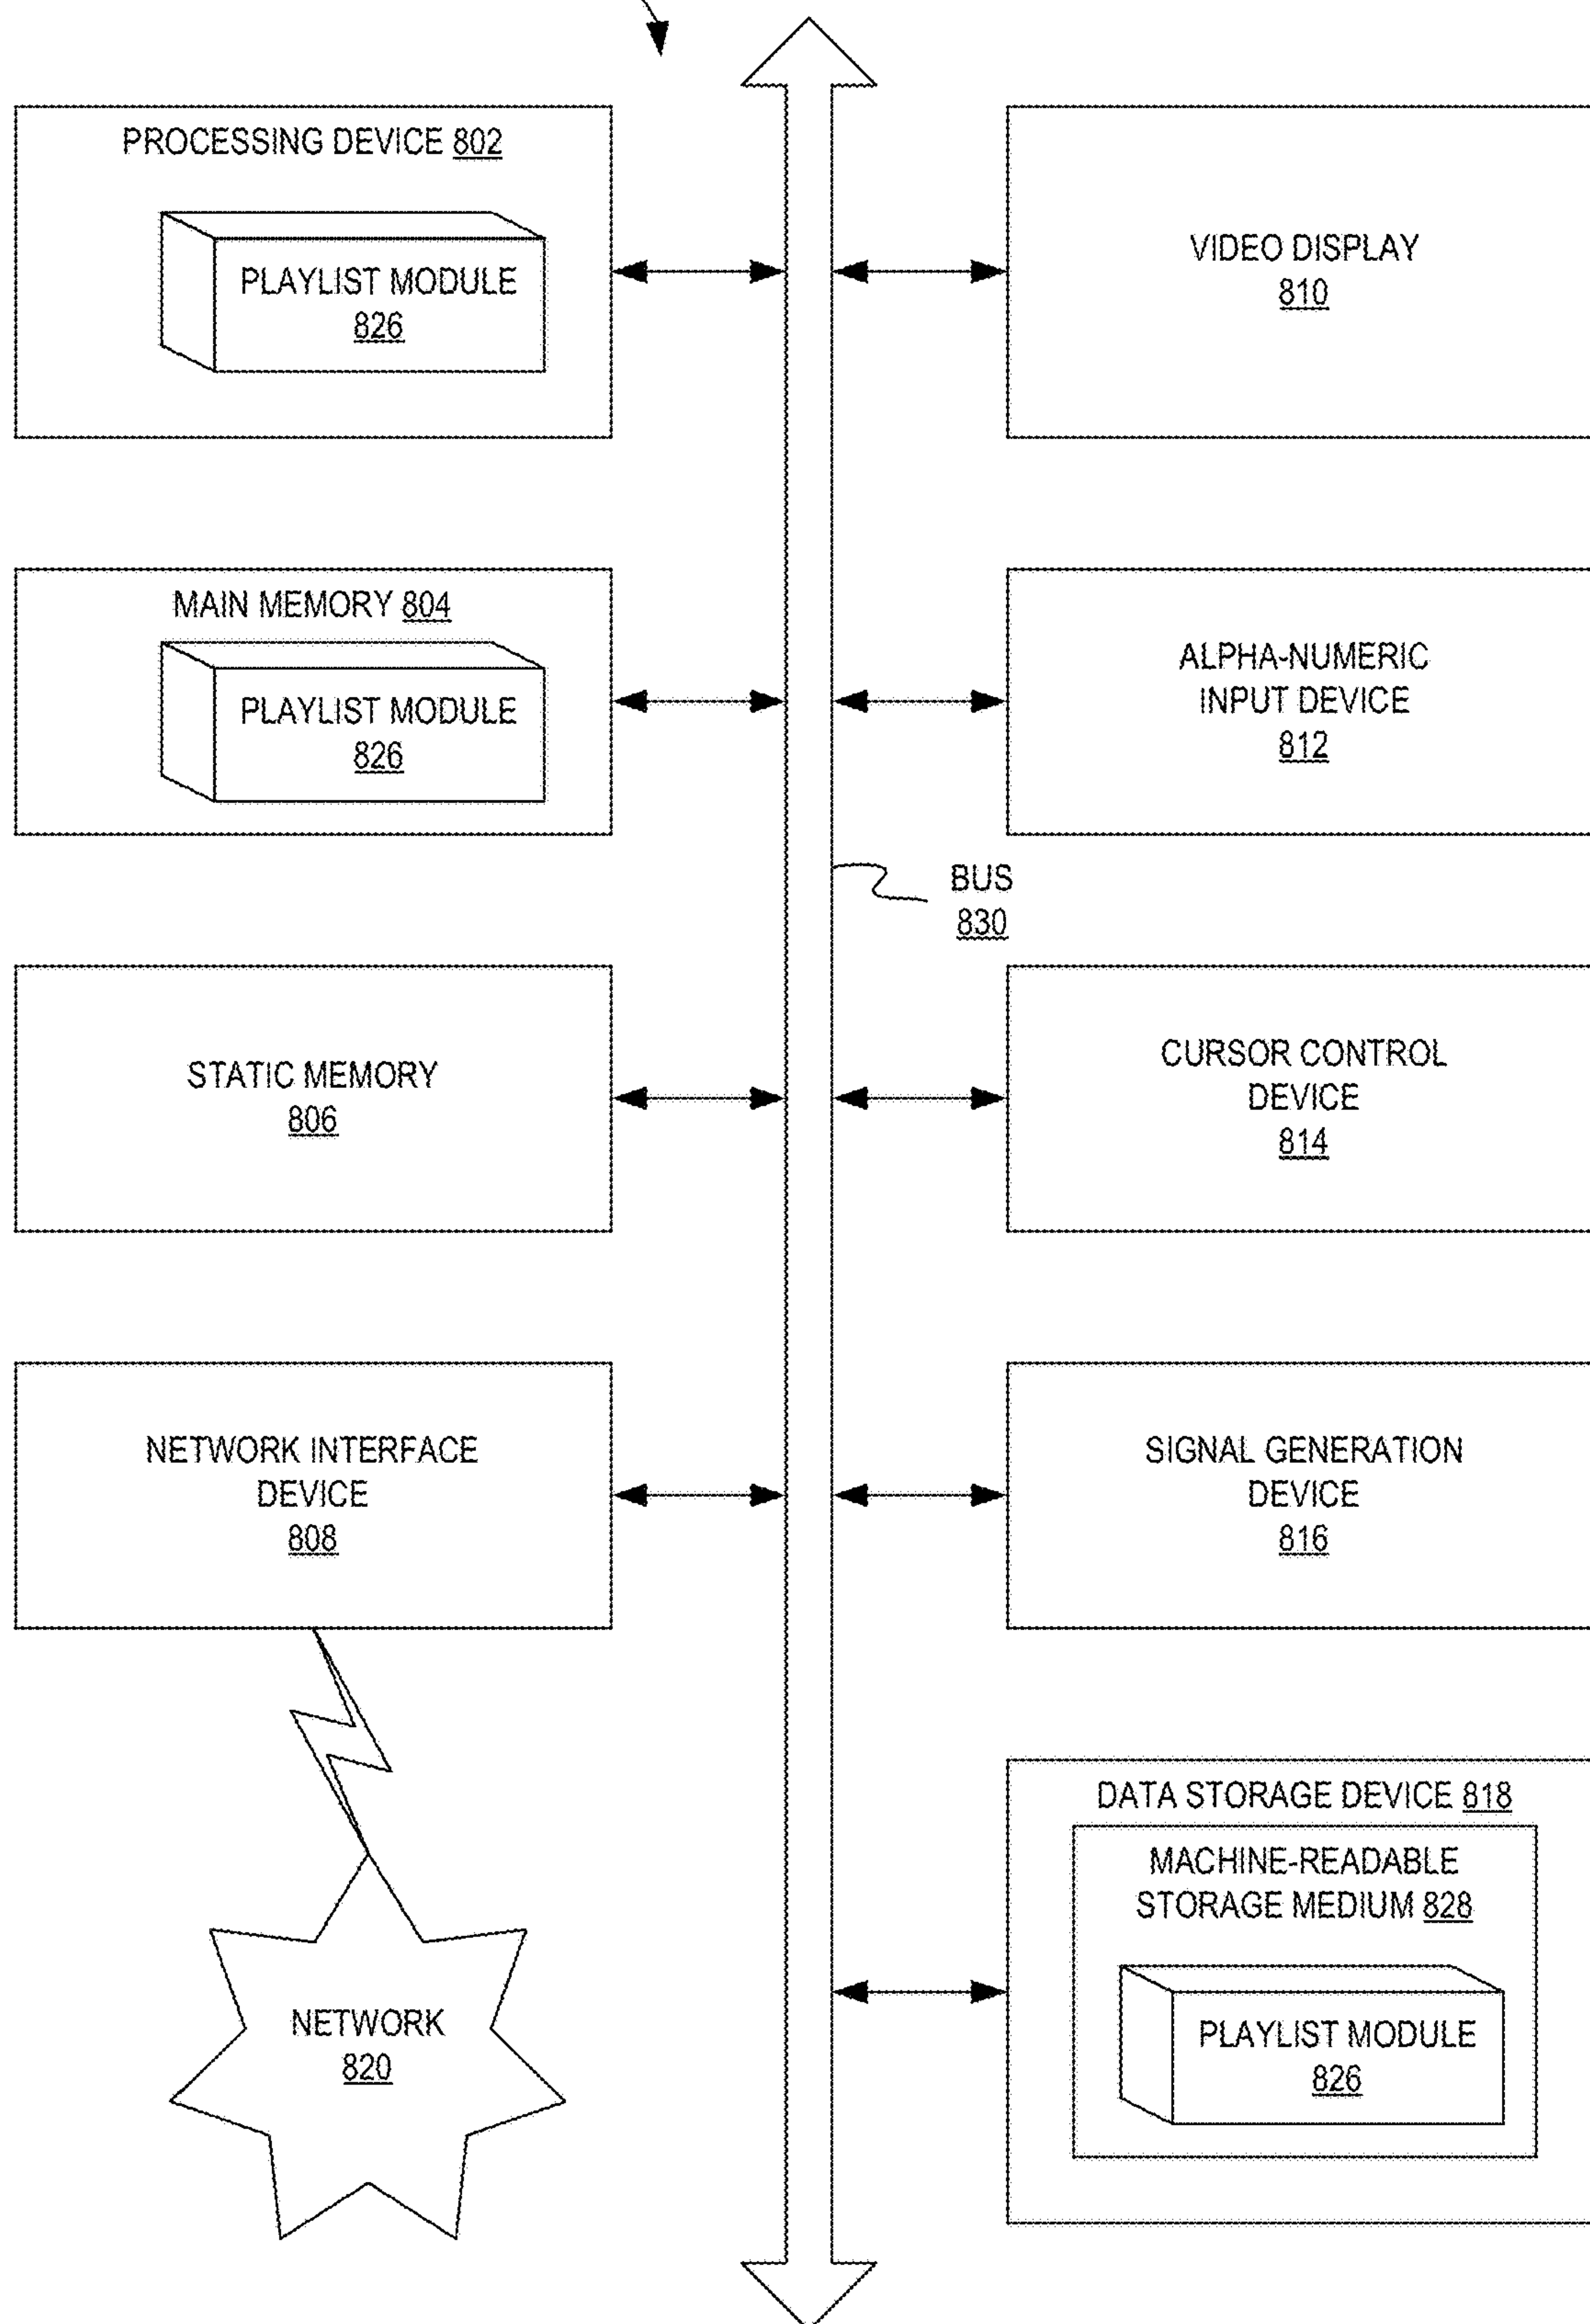 PROCESSING DEVICE 802
PLAYLIST MODULE
826
VIDEO DISPLAY
810
MAIN MEMORY 804
PLAYLIST MODULE
826
ALPHA-NUMERIC
INPUT DEVICE
812
BUS
830
STATIC MEMORY
806
CURSOR CONTROL
DEVICE
814
NETWORK INTERFACE
DEVICE
808
SIGNAL GENERATION
DEVICE
816
DATA STORAGE DEVICE 818
MACHINE-READABLE
STORAGE MEDIUM 828
PLAYLIST MODULE
826
NETWORK
820